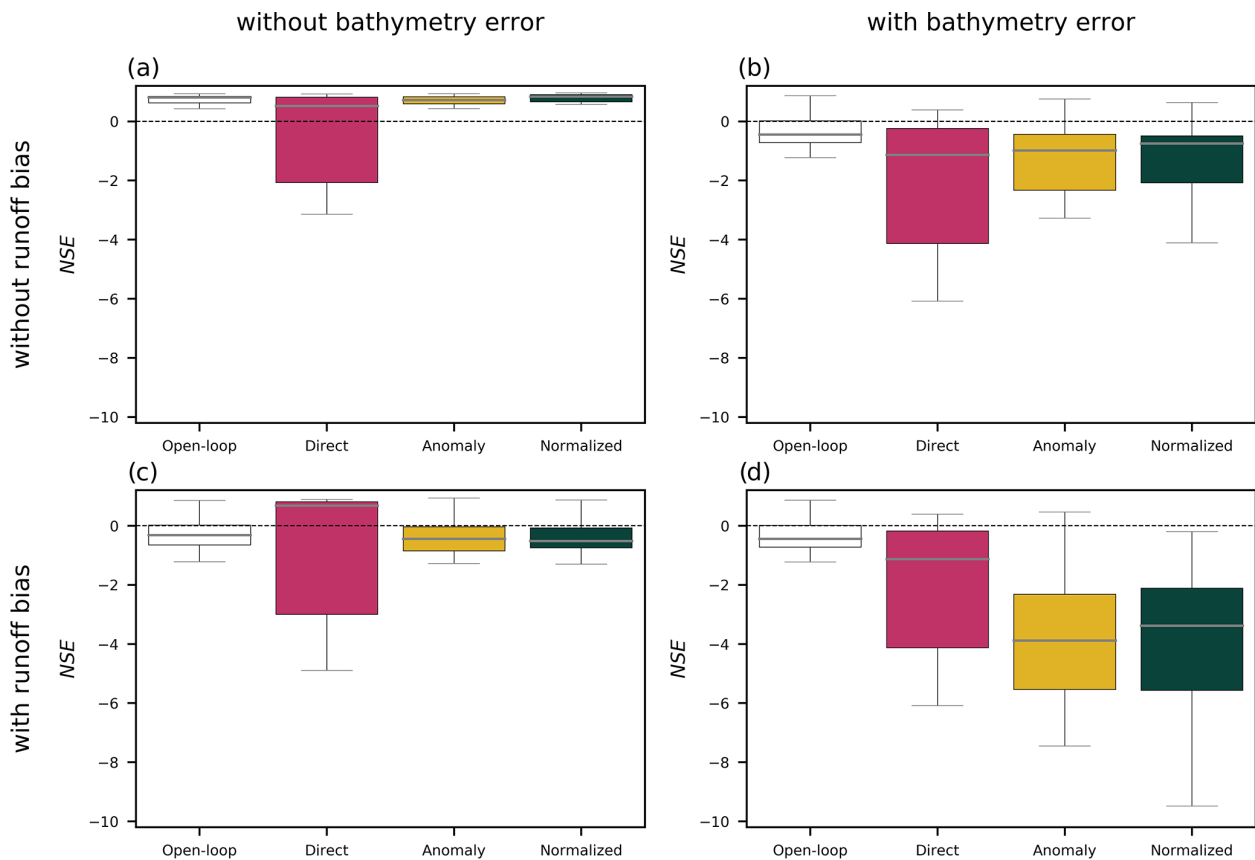 without bathymetry error
with bathymetry error
without runoff bias
with runoff bias
(a)
NSE
0
−2
−4
−6
−8
−10
Open-loop Direct Anomaly Normalized
(b)
NSE
0
−2
−4
−6
−8
−10
Open-loop Direct Anomaly Normalized
(c)
NSE
0
−2
−4
−6
−8
−10
Open-loop Direct Anomaly Normalized
(d)
NSE
0
−2
−4
−6
−8
−10
Open-loop Direct Anomaly Normalized